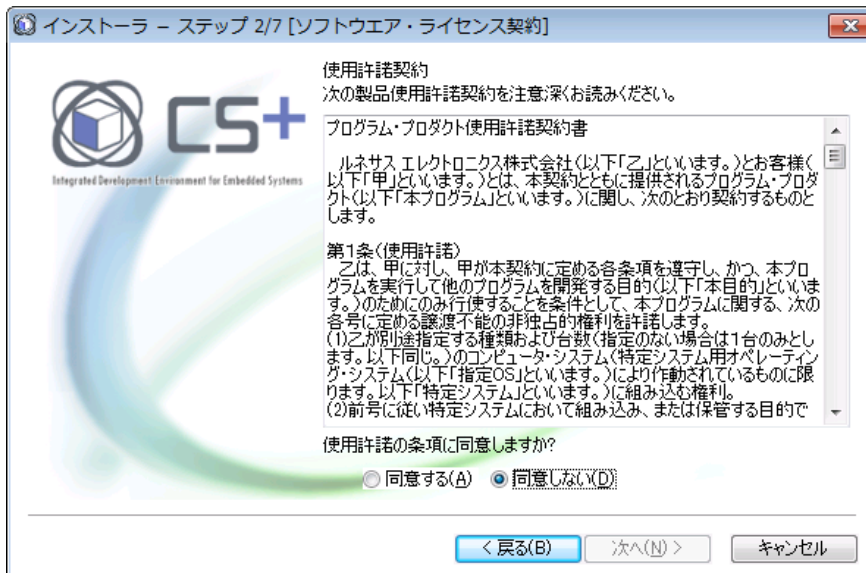 インストーラ － ステップ 2/7 [ソフトウエア・ライセンス契約]
CS+
Integrated Development Environment for Embedded Systems
使用許諾契約
次の製品使用許諾契約を注意深くお読みください。
プログラム・プロダクト使用許諾契約書
ルネサス エレクトロニクス株式会社(以下「乙」といいます。)とお客様(
以下「甲」といいます。)とは、本契約とともに提供されるプログラム・プロダ
クト(以下「本プログラム」といいます。)に関し、次のとおり契約するものと
します。
第1条(使用許諾)
乙は、甲に対し、甲が本契約に定める各条項を遵守し、かつ、本プロ
グラムを実行して他のプログラムを開発する目的(以下「本目的」といいま
す。)のためにのみ行使することを条件として、本プログラムに関する、次の
各号に定める譲渡不能の非独占的権利を許諾します。
(1)乙が別途指定する種類および台数(指定のない場合は1台のみとし
ます。以下同じ。)のコンピュータ・システム(特定システム用オペレーティン
グ・システム(以下「指定OS」といいます。)により作動されているものに限
ります。以下「特定システム」といいます。)に組み込む権利。
(2)前号に従い特定システムにおいて組み込み、または保管する目的で
使用許諾の条項に同意しますか?
同意する(A) 同意しない(D)
< 戻る(B) 次へ(N) > キャンセル